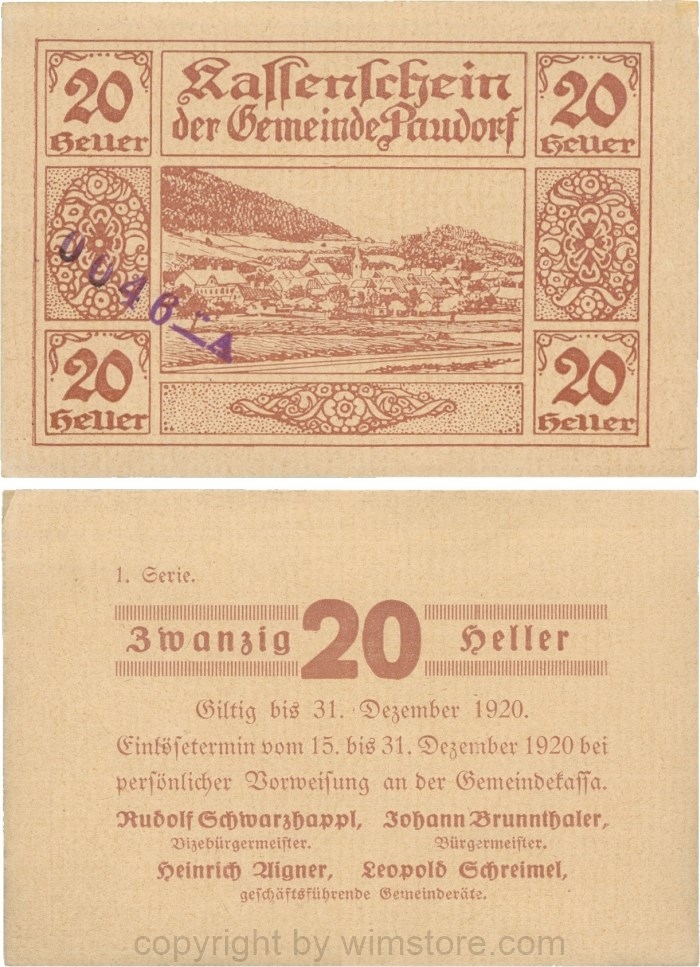 20 Heller
Kassenschein
der Gemeinde Paudorf
20 Heller
20 Heller
20 Heller
1. Serie.
Zwanzig 20 Heller
Giltig bis 31. Dezember 1920.
Einlösetermin vom 15. bis 31. Dezember 1920 bei
persönlicher Vorweisung an der Gemeindekassa.
Rudolf Schwarzhappl, Johann Brunnthaler,
Vizebürgermeister. Bürgermeister.
Heinrich Aigner, Leopold Schreimel,
geschäftsführende Gemeinderäte.
copyright by wimstore.com